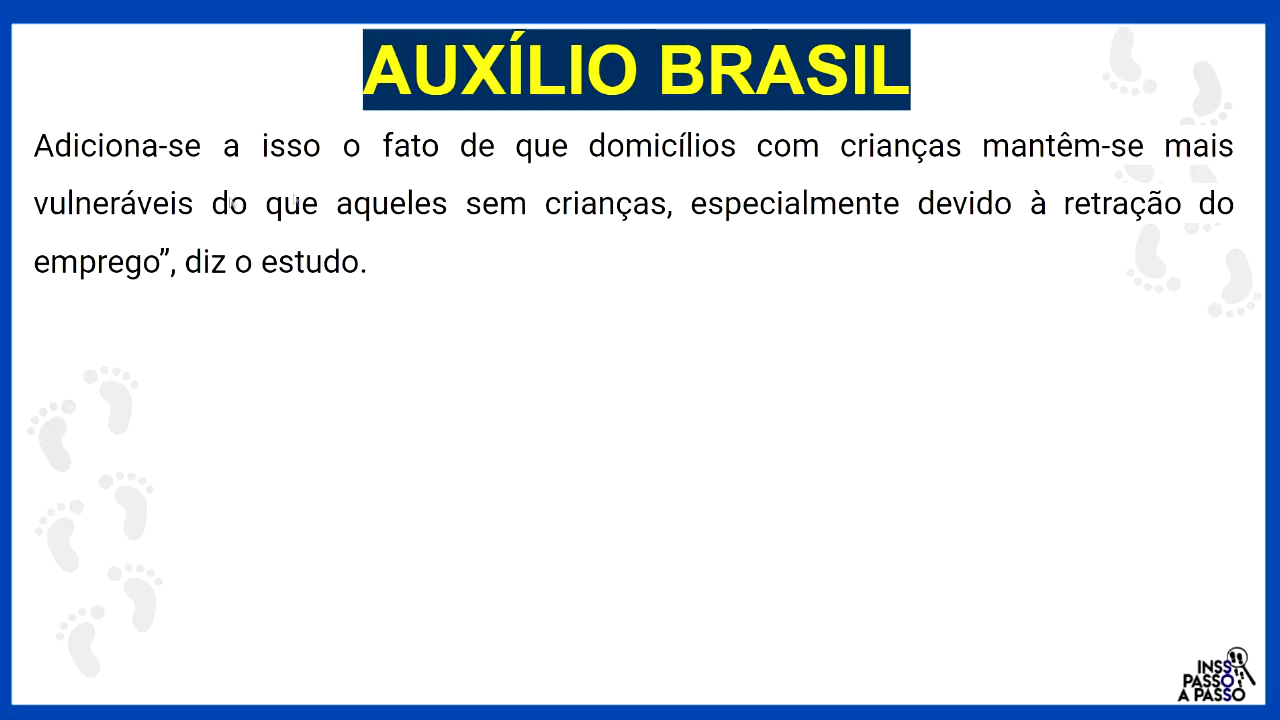 AUXÍLIO BRASIL
Adiciona-se a isso o fato de que domicílios com crianças mantêm-se mais
vulneráveis do que aqueles sem crianças, especialmente devido à retração do
emprego”, diz o estudo.
INSS
PASSO
A PASSO